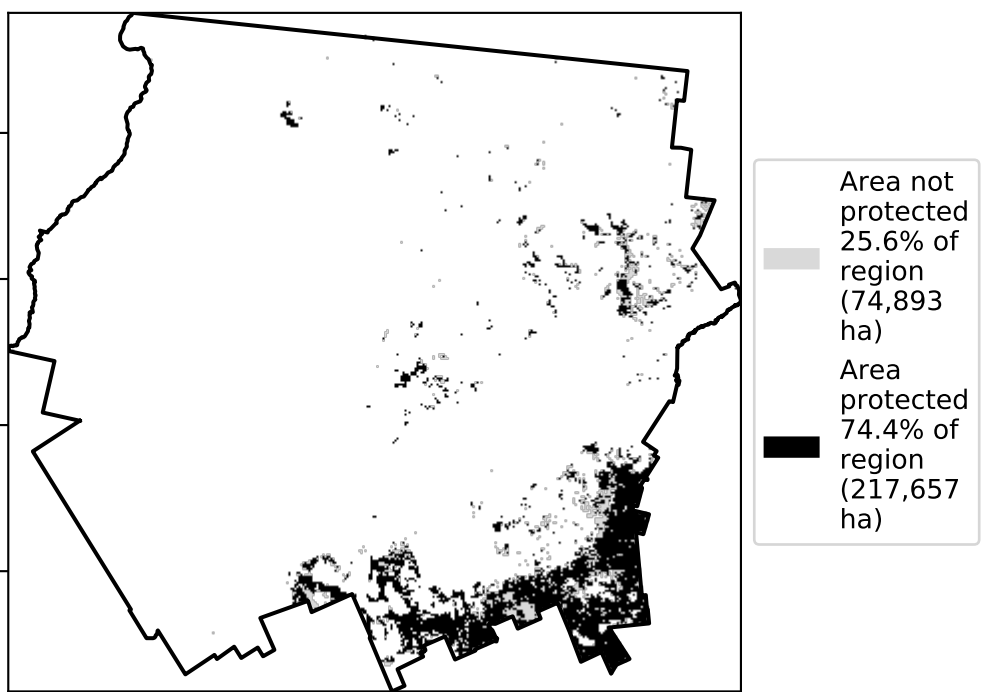 Area not
protected
25.6% of
region
(74,893
ha)
Area
protected
74.4% of
region
(217,657
ha)